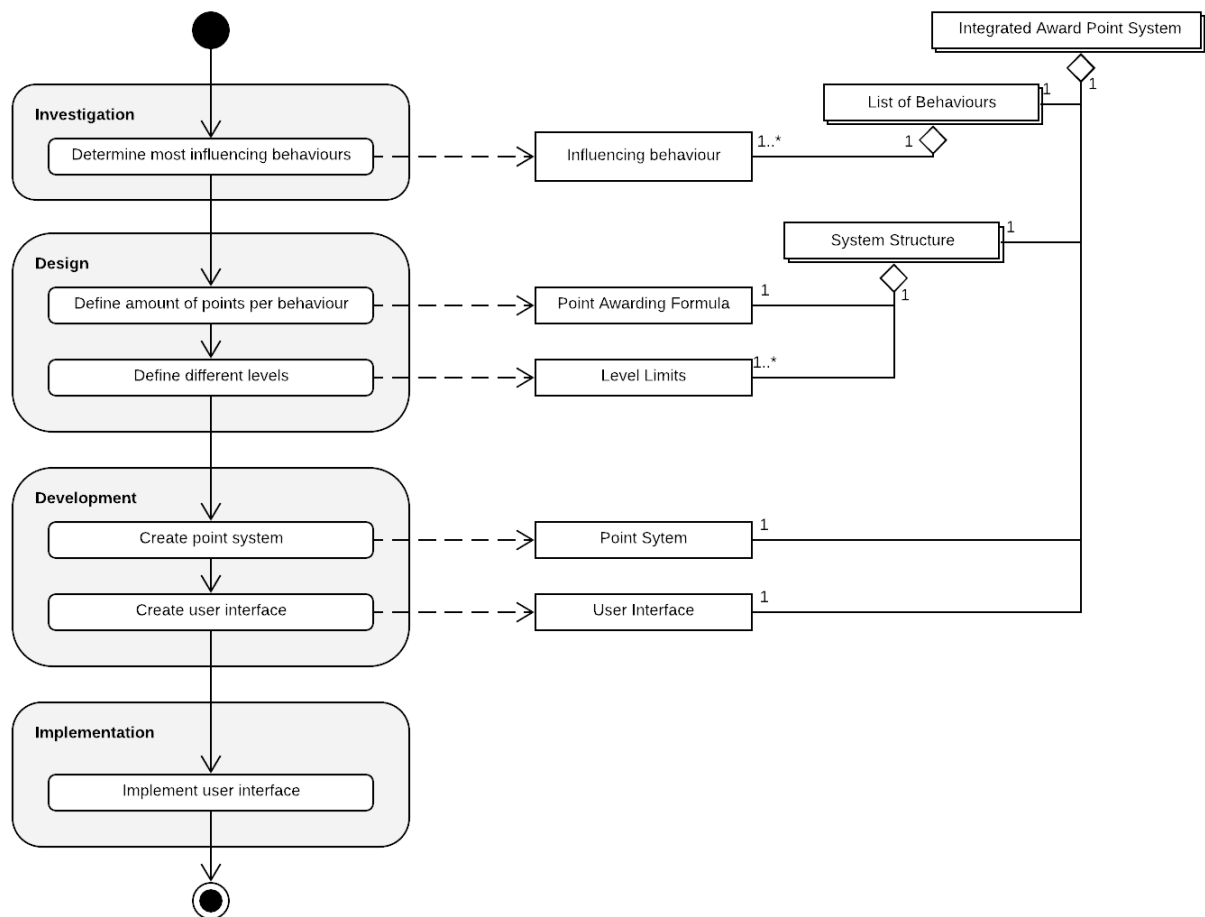 Integrated Award Point System
1
List of Behaviours
1
Investigation
Determine most influencing behaviours
Influencing behaviour
1..*
1
System Structure
1
Design
Define amount of points per behaviour
Point Awarding Formula
1
1
Define different levels
Level Limits
1..*
Development
Create point system
Point Sytem
1
Create user interface
User Interface
1
Implementation
Implement user interface